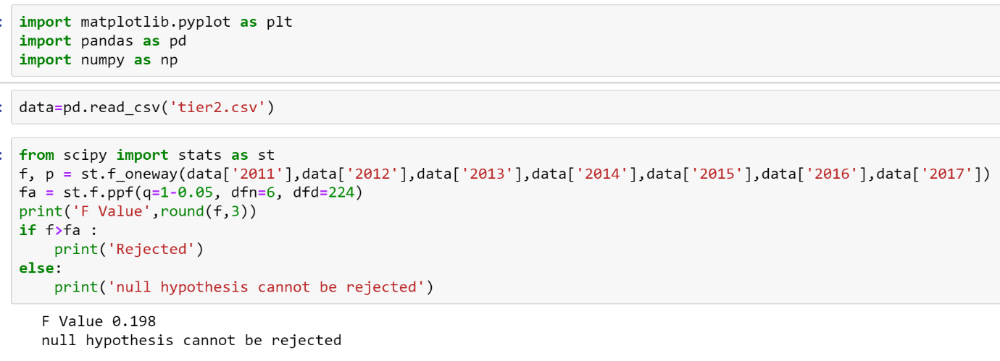 import matplotlib.pyplot as plt
import pandas as pd
import numpy as np
data=pd.read_csv('tier2.csv')
from scipy import stats as st
f, p = st.f_oneway(data['2011'],data['2012'],data['2013'],data['2014'],data['2015'],data['2016'],data['2017'])
fa = st.f.ppf(q=1-0.05, dfn=6, dfd=224)
print('F Value',round(f,3))
if f>fa :
    print('Rejected')
else:
    print('null hypothesis cannot be rejected')
F Value 0.198
null hypothesis cannot be rejected